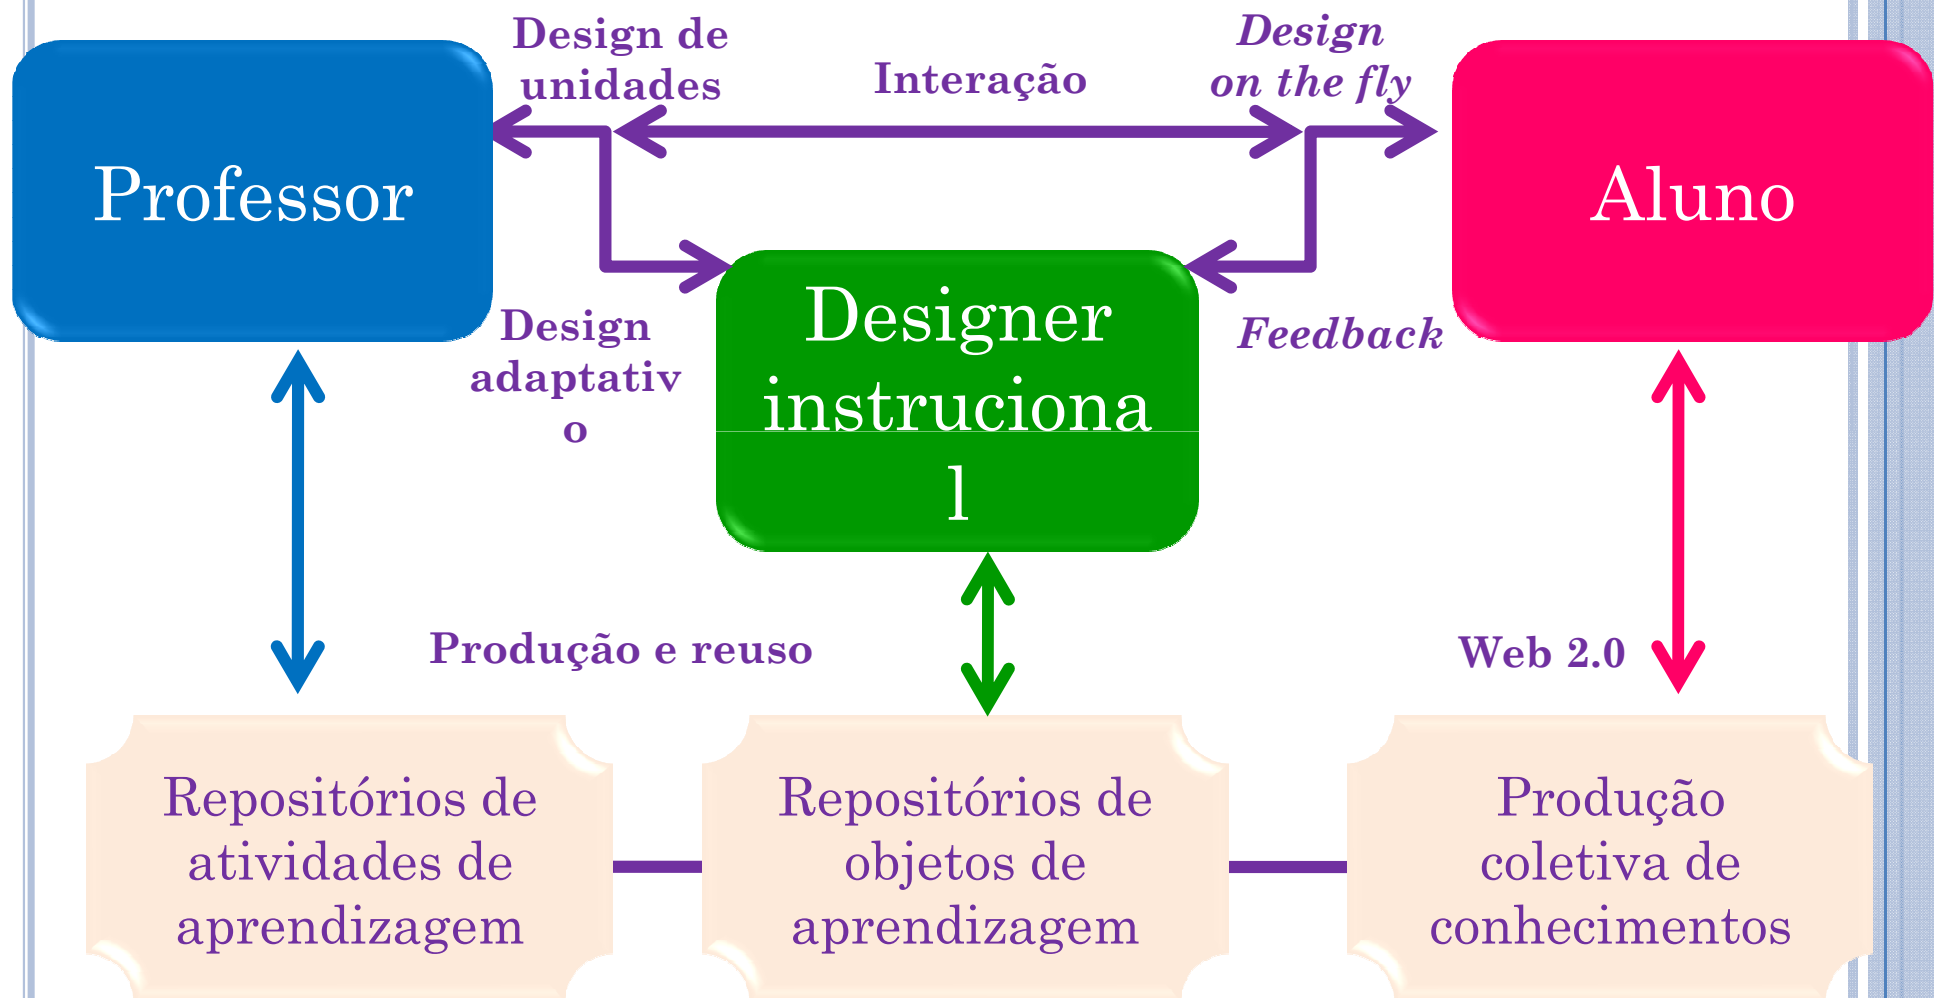 Design de
unidades
Interação
Design
on the fly
Professor
Aluno
Design
adaptativ
o
Designer
instruciona
l
Feedback
Produção e reuso
Web 2.0
Repositórios de
atividades de
aprendizagem
Repositórios de
objetos de
aprendizagem
Produção
coletiva de
conhecimentos